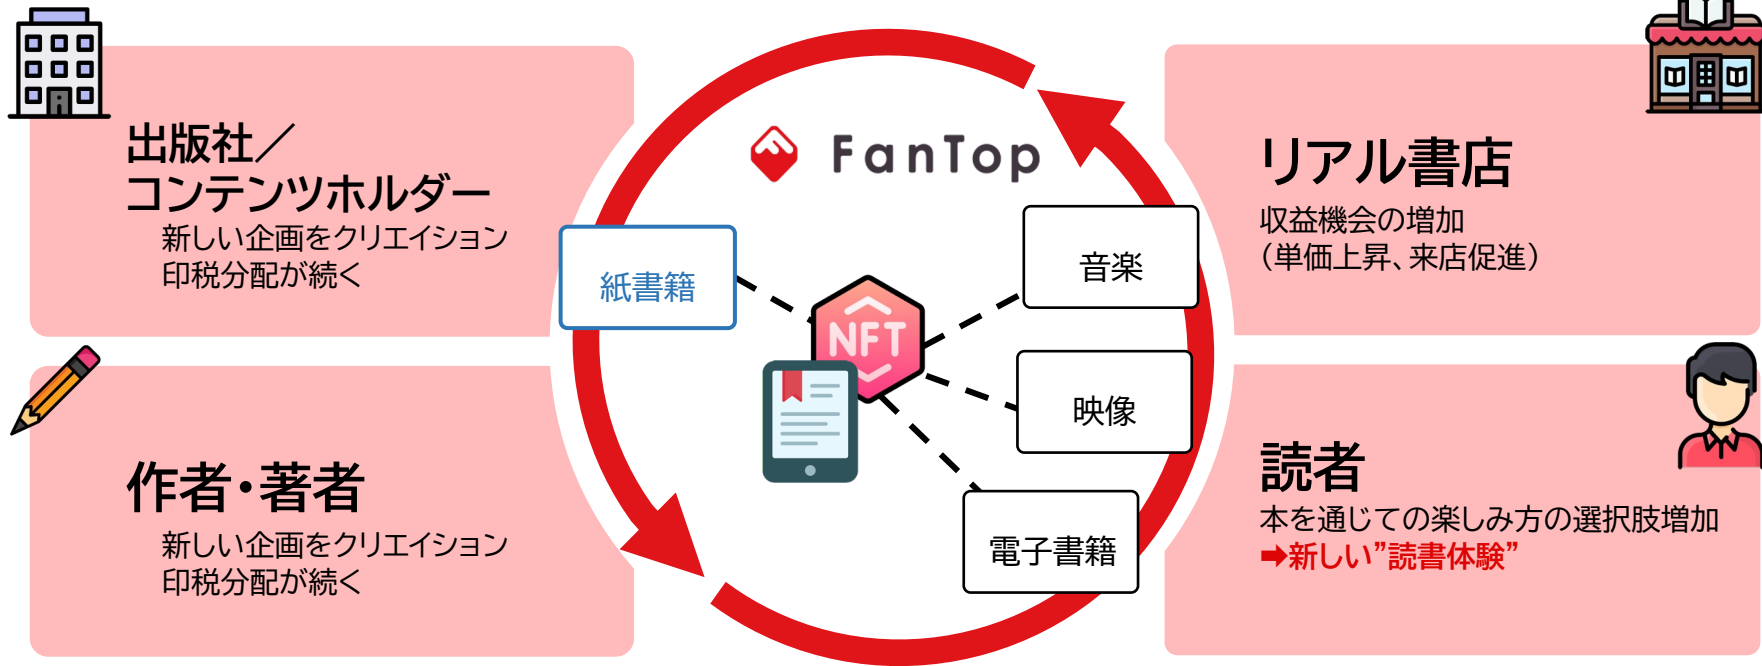 出版社／
コンテンツホルダー
新しい企画をクリエイション
印税分配が続く
作者・著者
新しい企画をクリエイション
印税分配が続く
FanTop
紙書籍
NFT
音楽
映像
電子書籍
リアル書店
収益機会の増加
（単価上昇、来店促進）
読者
本を通じての楽しみ方の選択肢増加
➡新しい”読書体験”